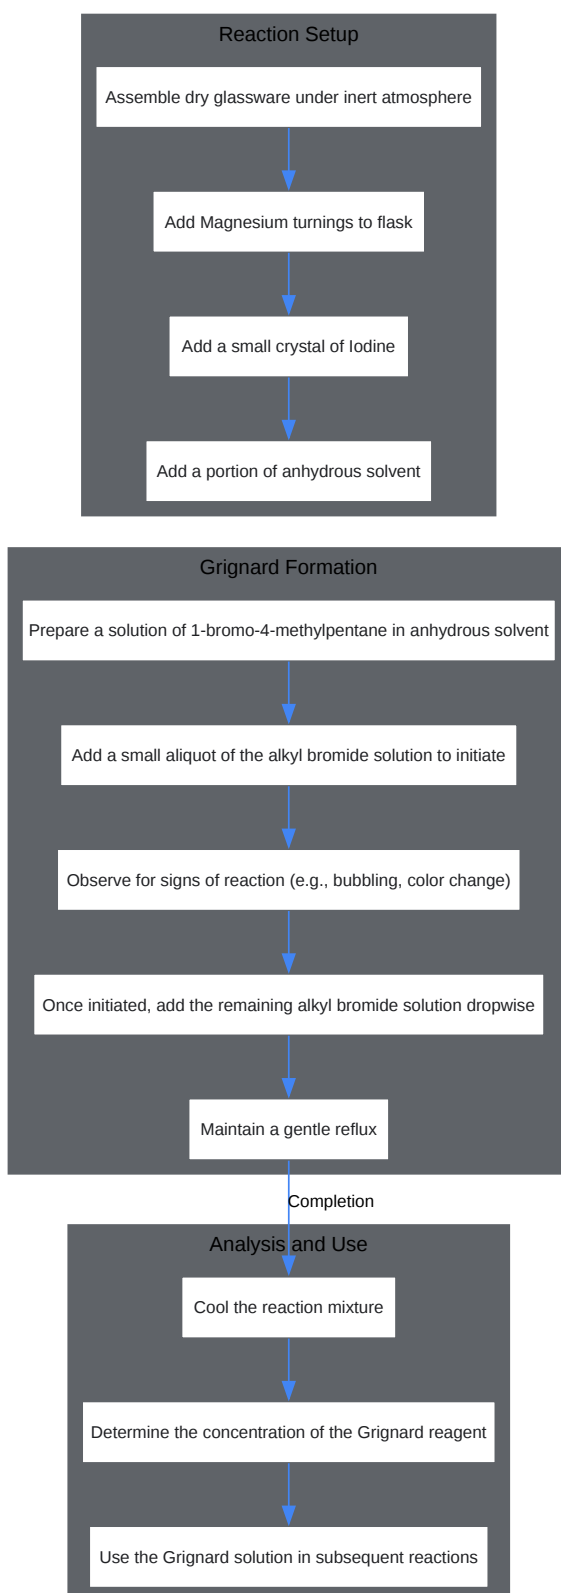 Reaction Setup
Assemble dry glassware under inert atmosphere
Add Magnesium turnings to flask
Add a small crystal of Iodine
Add a portion of anhydrous solvent
Grignard Formation
Prepare a solution of 1-bromo-4-methylpentane in anhydrous solvent
Add a small aliquot of the alkyl bromide solution to initiate
Observe for signs of reaction (e.g., bubbling, color change)
Once initiated, add the remaining alkyl bromide solution dropwise
Maintain a gentle reflux
Completion
Analysis and Use
Cool the reaction mixture
Determine the concentration of the Grignard reagent
Use the Grignard solution in subsequent reactions